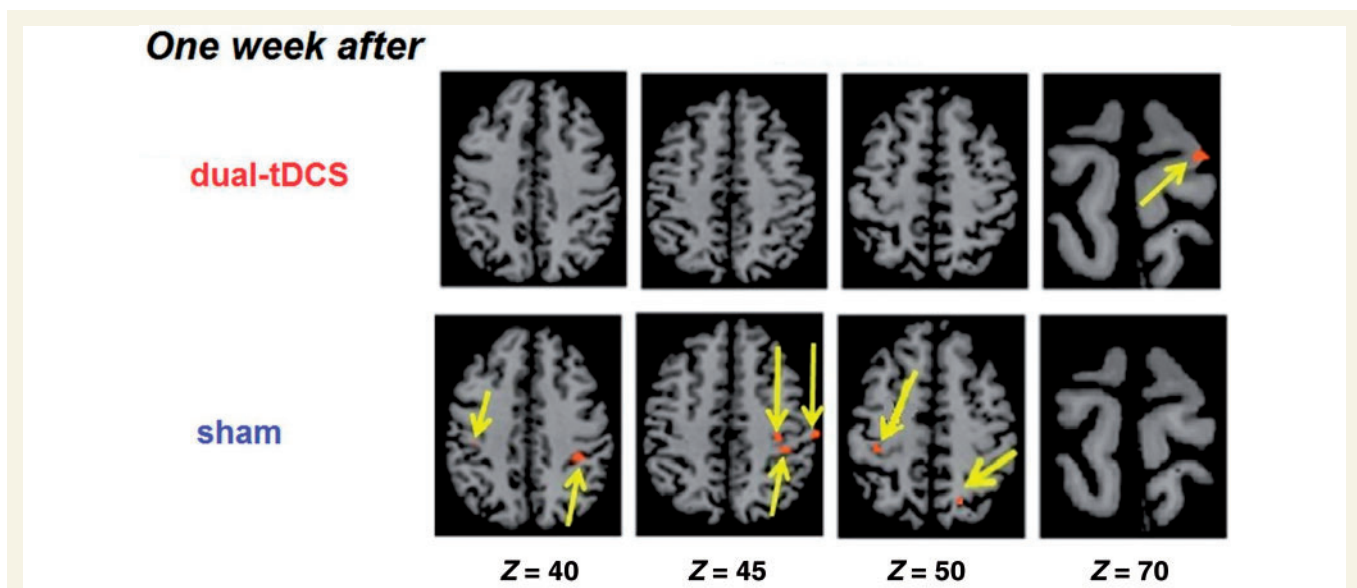 One week after
dual-tDCS
sham
Z = 40 Z = 45 Z = 50 Z = 70